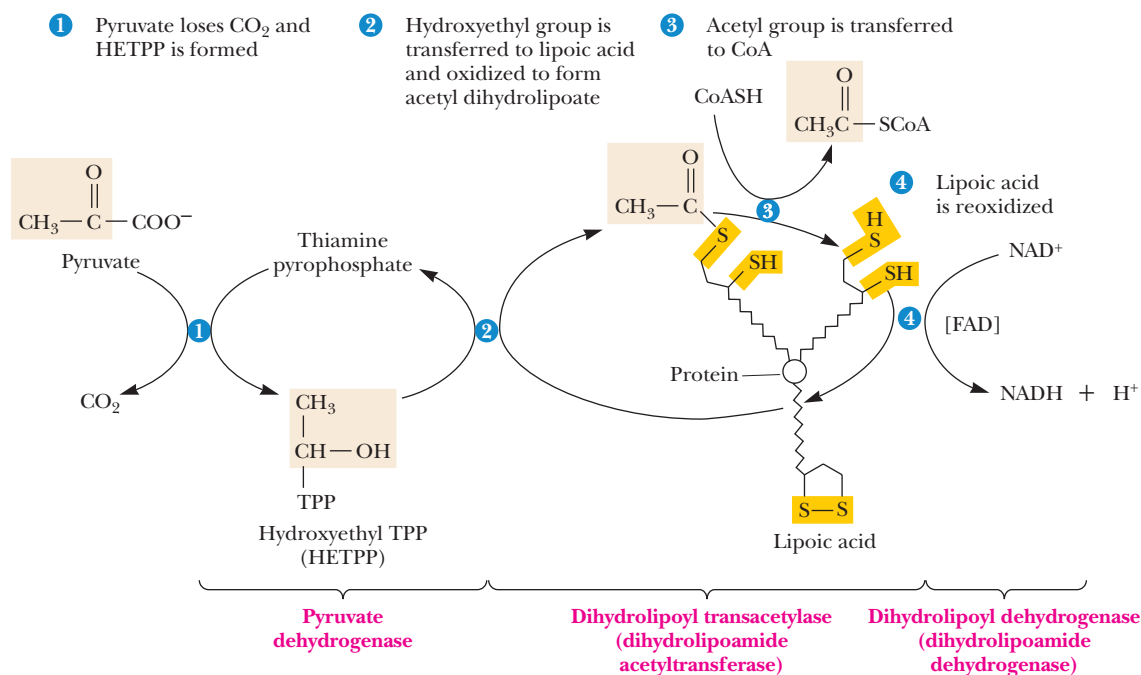 1 Pyruvate loses CO₂ and
HETPP is formed
2 Hydroxyethyl group is
transferred to lipoic acid
and oxidized to form
acetyl dihydrolipoate
3 Acetyl group is transferred
to CoA
CoASH
O
CH₃C — SCoA
O
CH₃ — C — COO⁻
Pyruvate
Thiamine
pyrophosphate
O
CH₃ — C
S
SH
3
4 Lipoic acid
is reoxidized
H
S
SH
NAD⁺
1
2
4
[FAD]
Protein
CO₂
CH₃
CH — OH
TPP
Hydroxyethyl TPP
(HETPP)
NADH + H⁺
S—S
Lipoic acid
Pyruvate
dehydrogenase
Dihydrolipoyl transacetylase
(dihydrolipoamide
acetyltransferase)
Dihydrolipoyl dehydrogenase
(dihydrolipoamide
dehydrogenase)